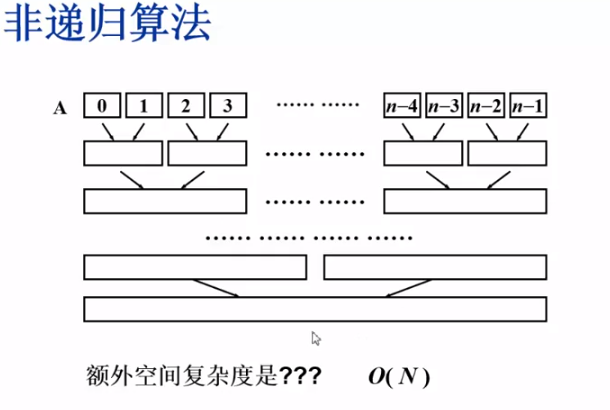 非递归算法
A 0 1 2 3 …… …… n–4 n–3 n–2 n–1
…… ……
…… ……
…… …… …… ……
额外空间复杂度是??? O( N )